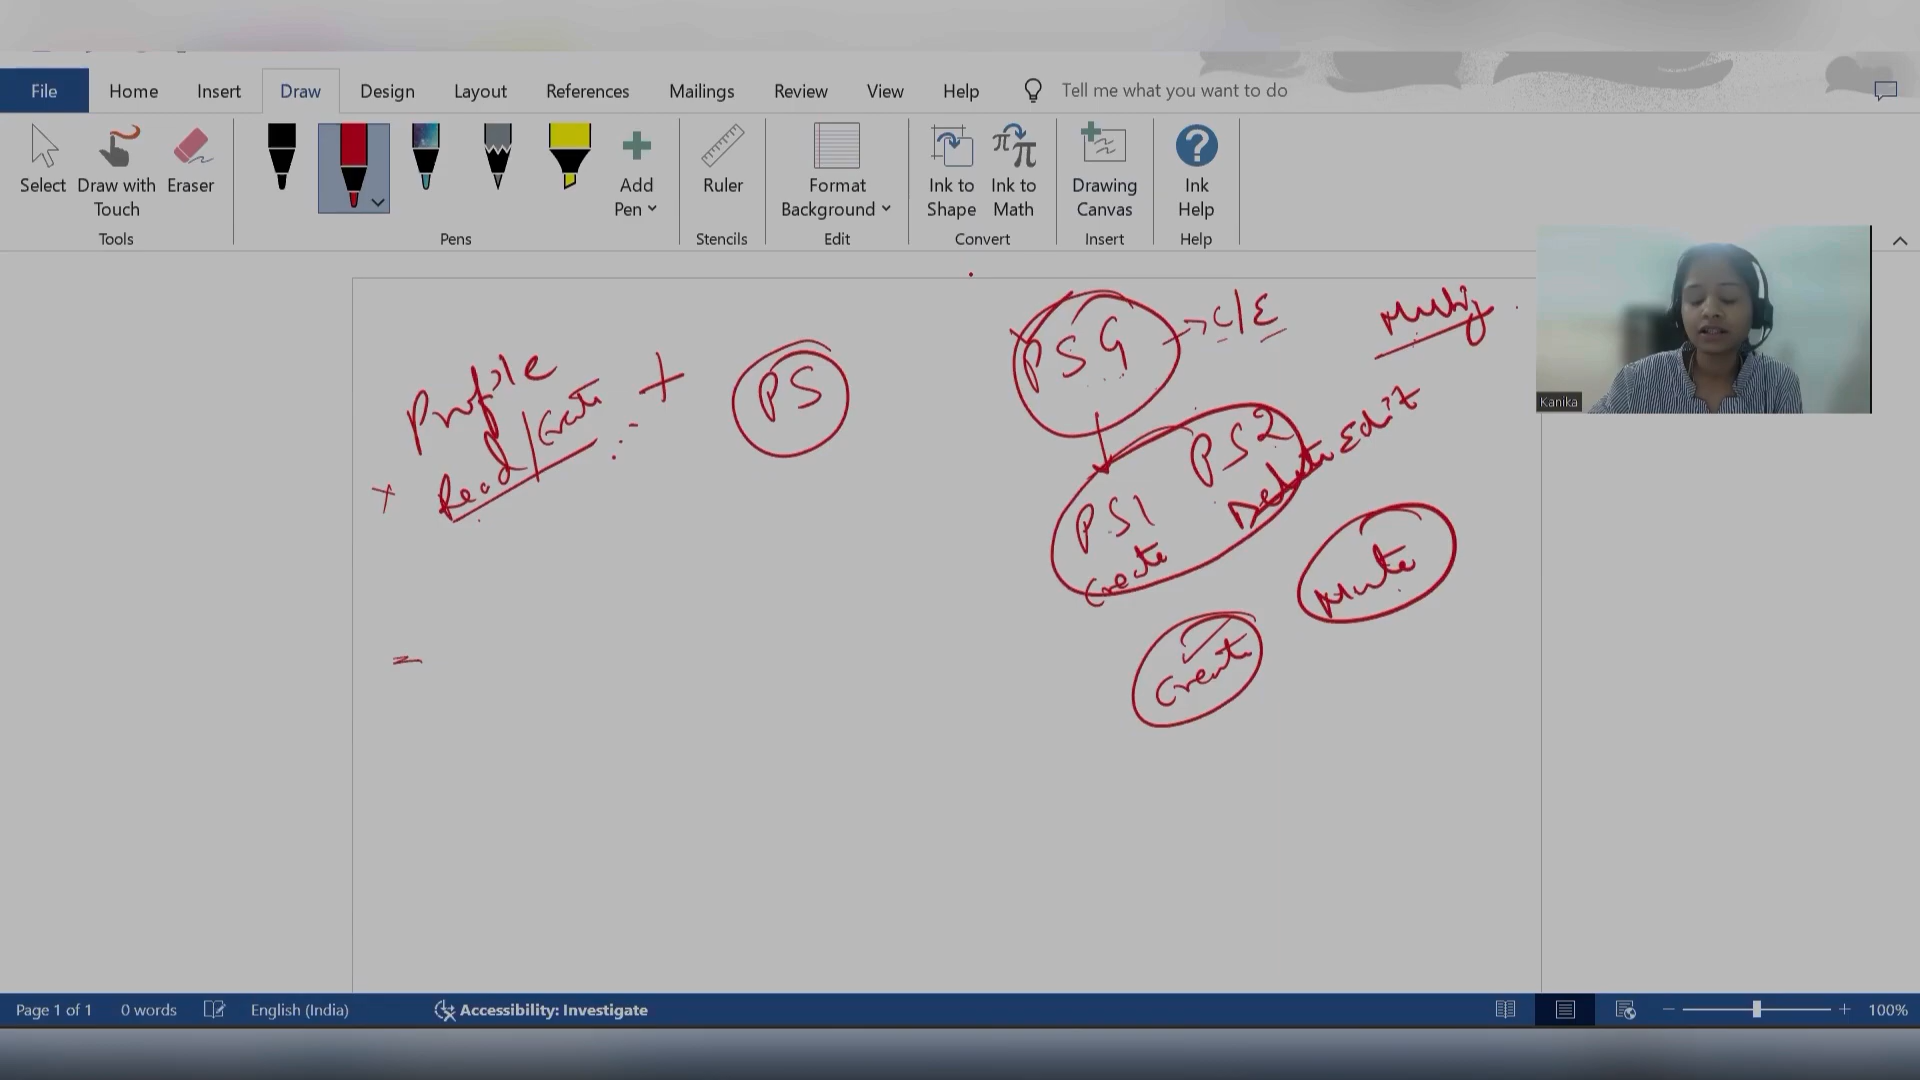 File Home Insert Draw Design Layout References Mailings Review View Help Tell me what you want to do
Select Draw with Touch Eraser Add Pen Ruler Format Background Ink to Shape Ink to Math Drawing Canvas Ink Help
Tools Pens Stencils Edit Convert Insert Help
Kanika
Profile + PS
Read/Create
PSG → C/E
PS1 PS2
Create Delete Edit
Mute
Create
=
Page 1 of 1 0 words English (India) Accessibility: Investigate 100%